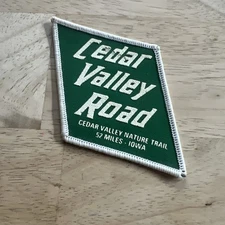 Cedar
Valley
Road
CEDAR VALLEY NATURE TRAIL
52 MILES - IOWA